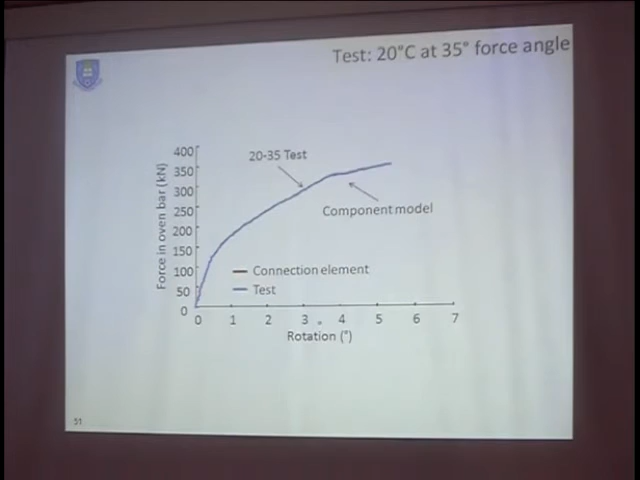 Test: 20°C at 35° force angle
400
350
300
250
200
150
100
50
0
Force in oven bar (kN)
20-35 Test
Component model
Connection element
Test
0 1 2 3 4 5 6 7
Rotation (°)
51